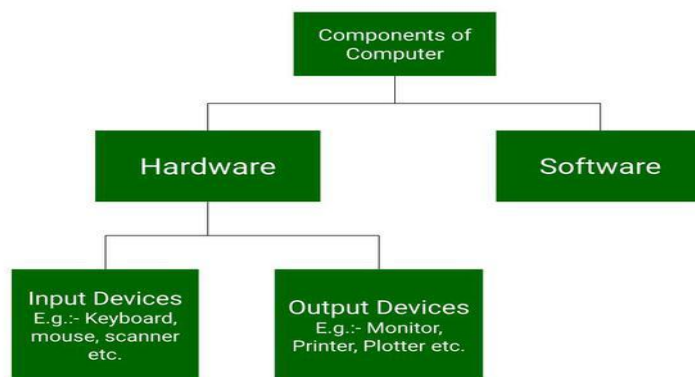 Components of
Computer
Hardware
Software
Input Devices
E.g.:- Keyboard,
mouse, scanner
etc.
Output Devices
E.g.:- Monitor,
Printer, Plotter etc.